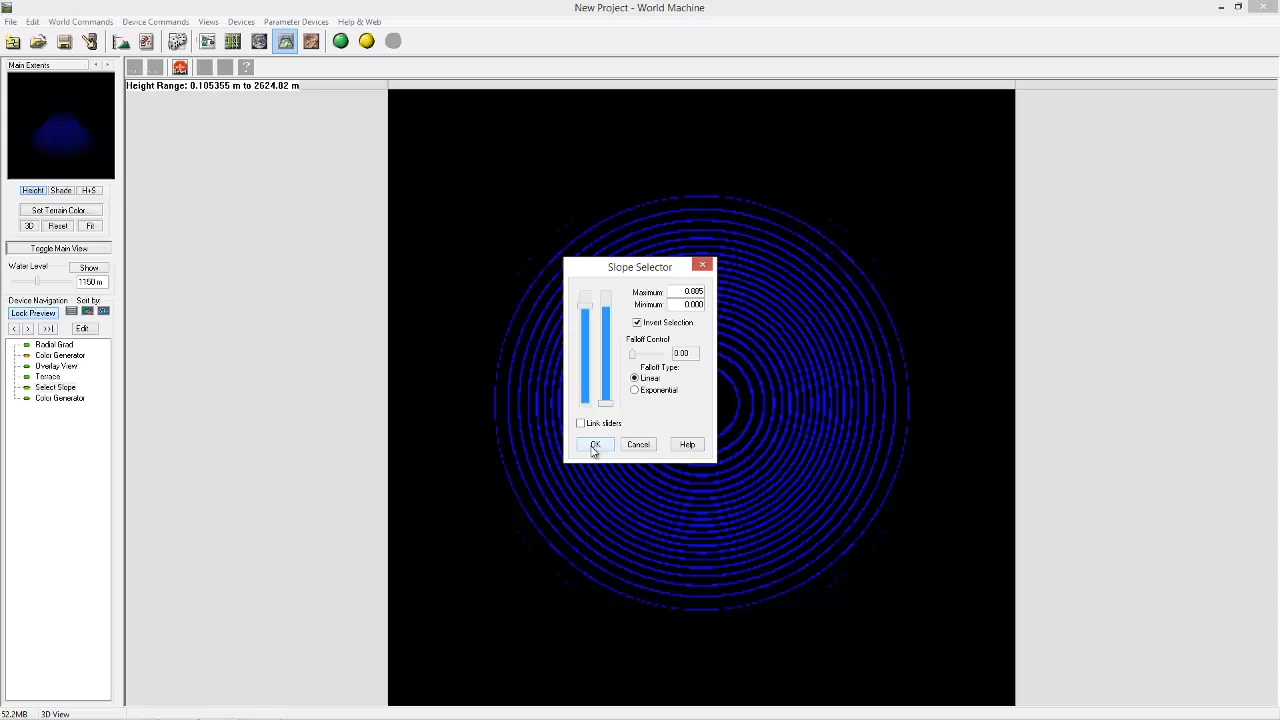 New Project - World Machine
File Edit World Commands Device Commands Views Devices Parameter Devices Help & Web
Main Extents
?
Height Range: 0.105355 m to 2624.02 m
Height Shade H+S
Set Terrain Color...
3D Reset Fit
Toggle Main View
Water Level
Show
1150 m
Device Navigation Sort by:
Lock Preview
< > >>| Edit...
Radial Grad
Color Generator
Overlay View
Terrace
Select Slope
Color Generator
Slope Selector
Maximum: 0.885
Minimum: 0.000
Invert Selection
Falloff Control
0.00
Falloff Type:
Linear
Exponential
Link sliders
OK Cancel Help
52.2MB 3D View